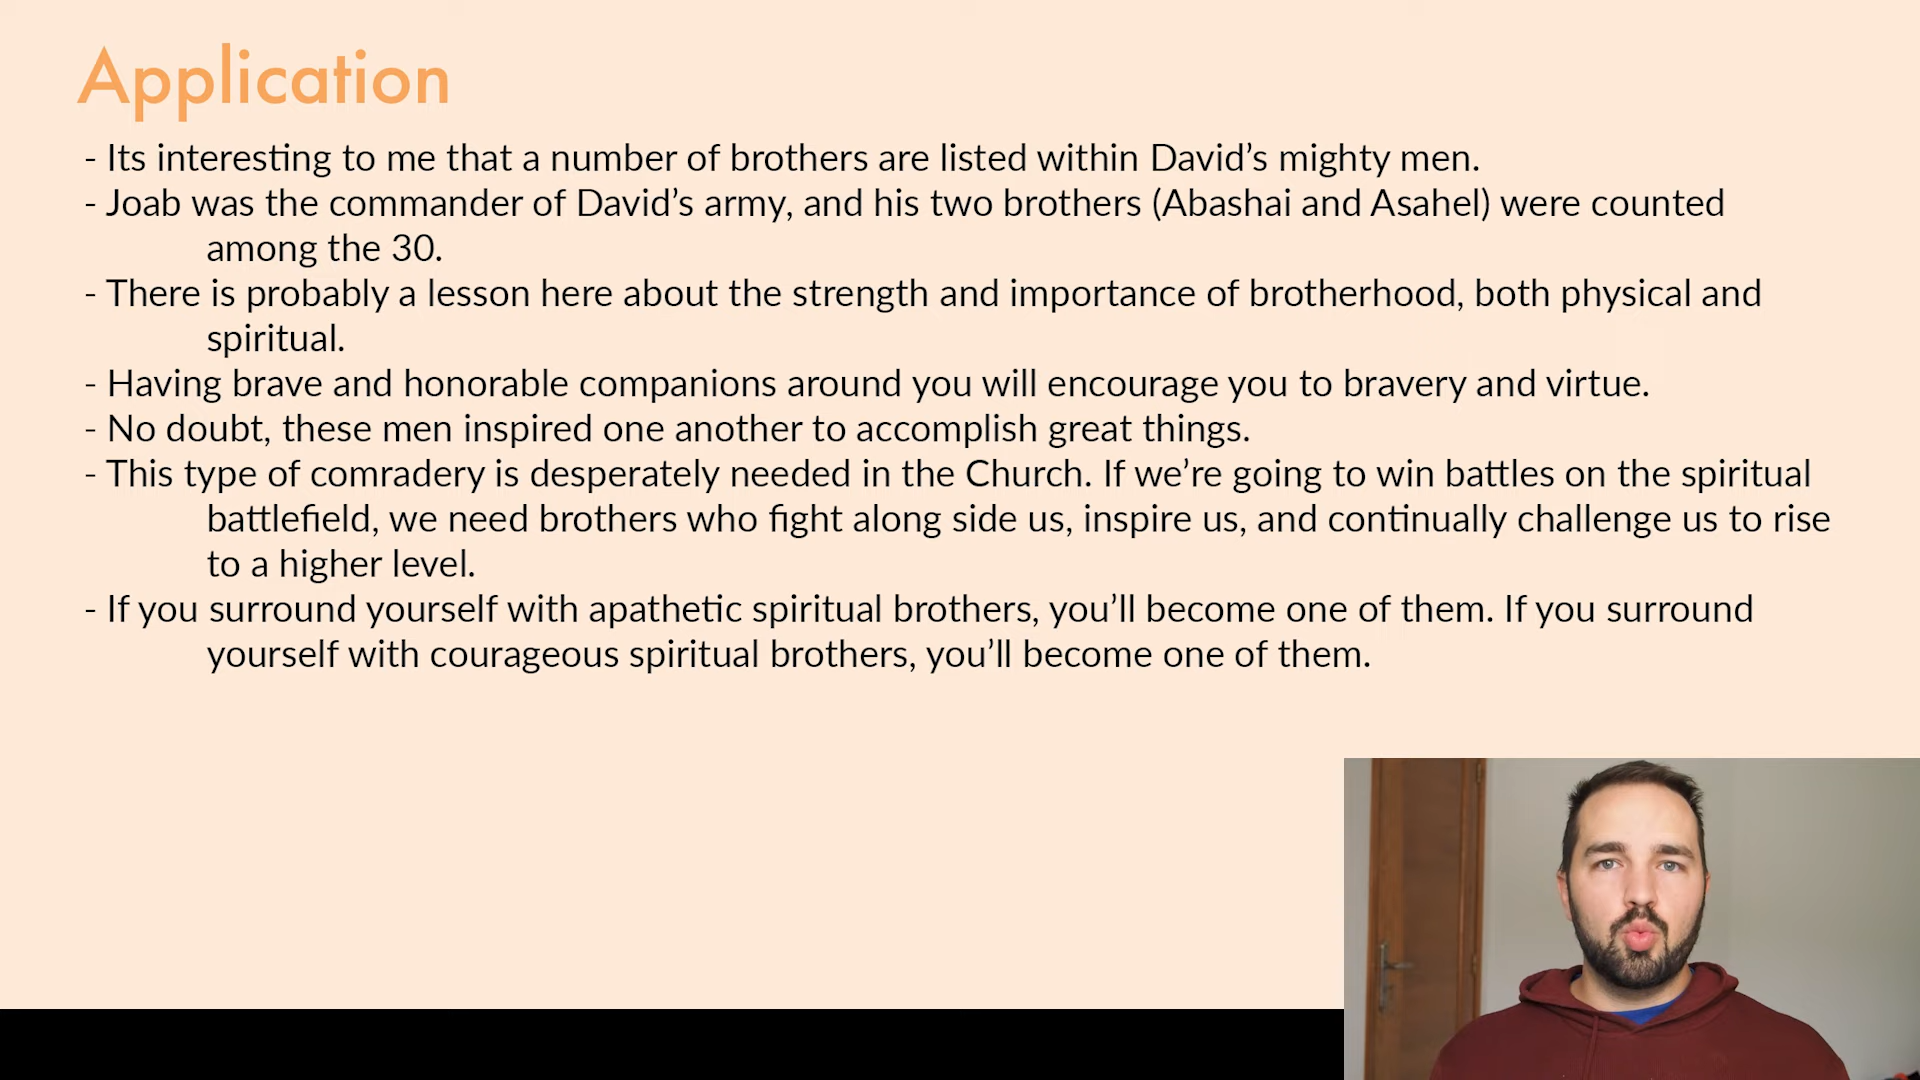 Application
- Its interesting to me that a number of brothers are listed within David’s mighty men.
- Joab was the commander of David’s army, and his two brothers (Abashai and Asahel) were counted
among the 30.
- There is probably a lesson here about the strength and importance of brotherhood, both physical and
spiritual.
- Having brave and honorable companions around you will encourage you to bravery and virtue.
- No doubt, these men inspired one another to accomplish great things.
- This type of comradery is desperately needed in the Church. If we’re going to win battles on the spiritual
battlefield, we need brothers who fight along side us, inspire us, and continually challenge us to rise
to a higher level.
- If you surround yourself with apathetic spiritual brothers, you’ll become one of them. If you surround
yourself with courageous spiritual brothers, you’ll become one of them.